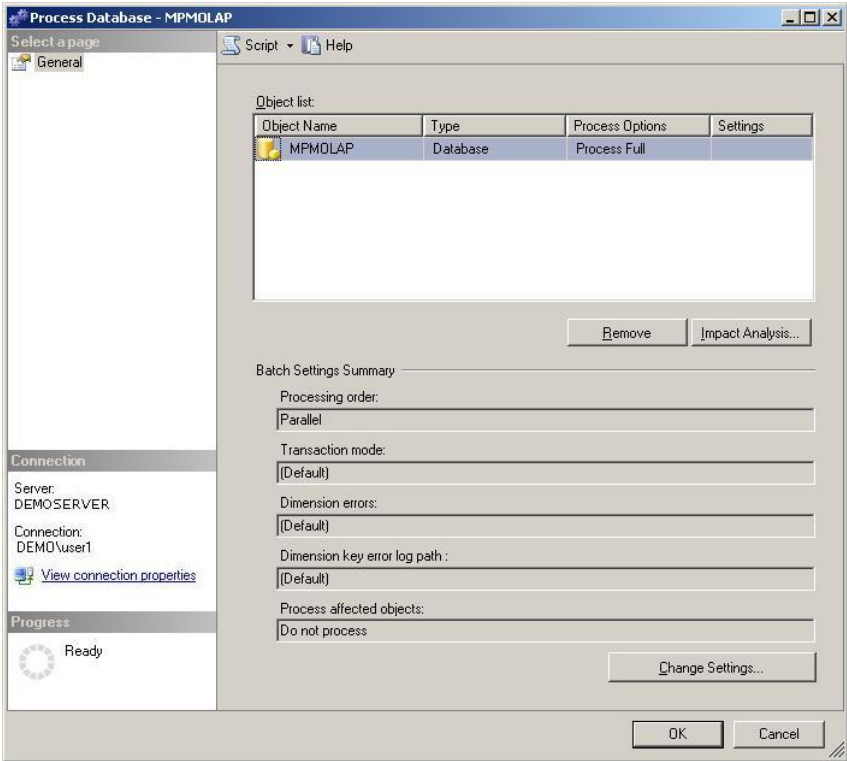 Process Database - MPMOLAP
Select a page
General
Script Help
Object list:
Object Name Type Process Options Settings
MPMOLAP Database Process Full
Remove Impact Analysis...
Batch Settings Summary
Processing order:
Parallel
Transaction mode:
(Default)
Dimension errors:
(Default)
Dimension key error log path :
(Default)
Process affected objects:
Do not process
Change Settings...
Connection
Server:
DEMOSERVER
Connection:
DEMO\user1
View connection properties
Progress
Ready
OK Cancel